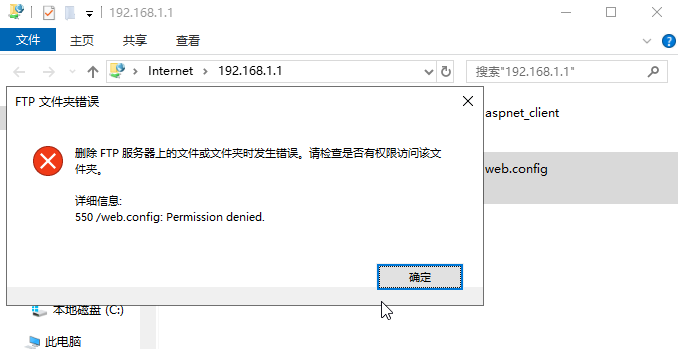 192.168.1.1
文件
主页
共享
查看
Internet
192.168.1.1
搜索"192.168.1.1"
FTP 文件夹错误
aspnet_client
删除 FTP 服务器上的文件或文件夹时发生错误。请检查是否有权限访问该文
件夹。
web.config
详细信息:
550 /web.config: Permission denied.
确定
本地磁盘 (C:)
此电脑